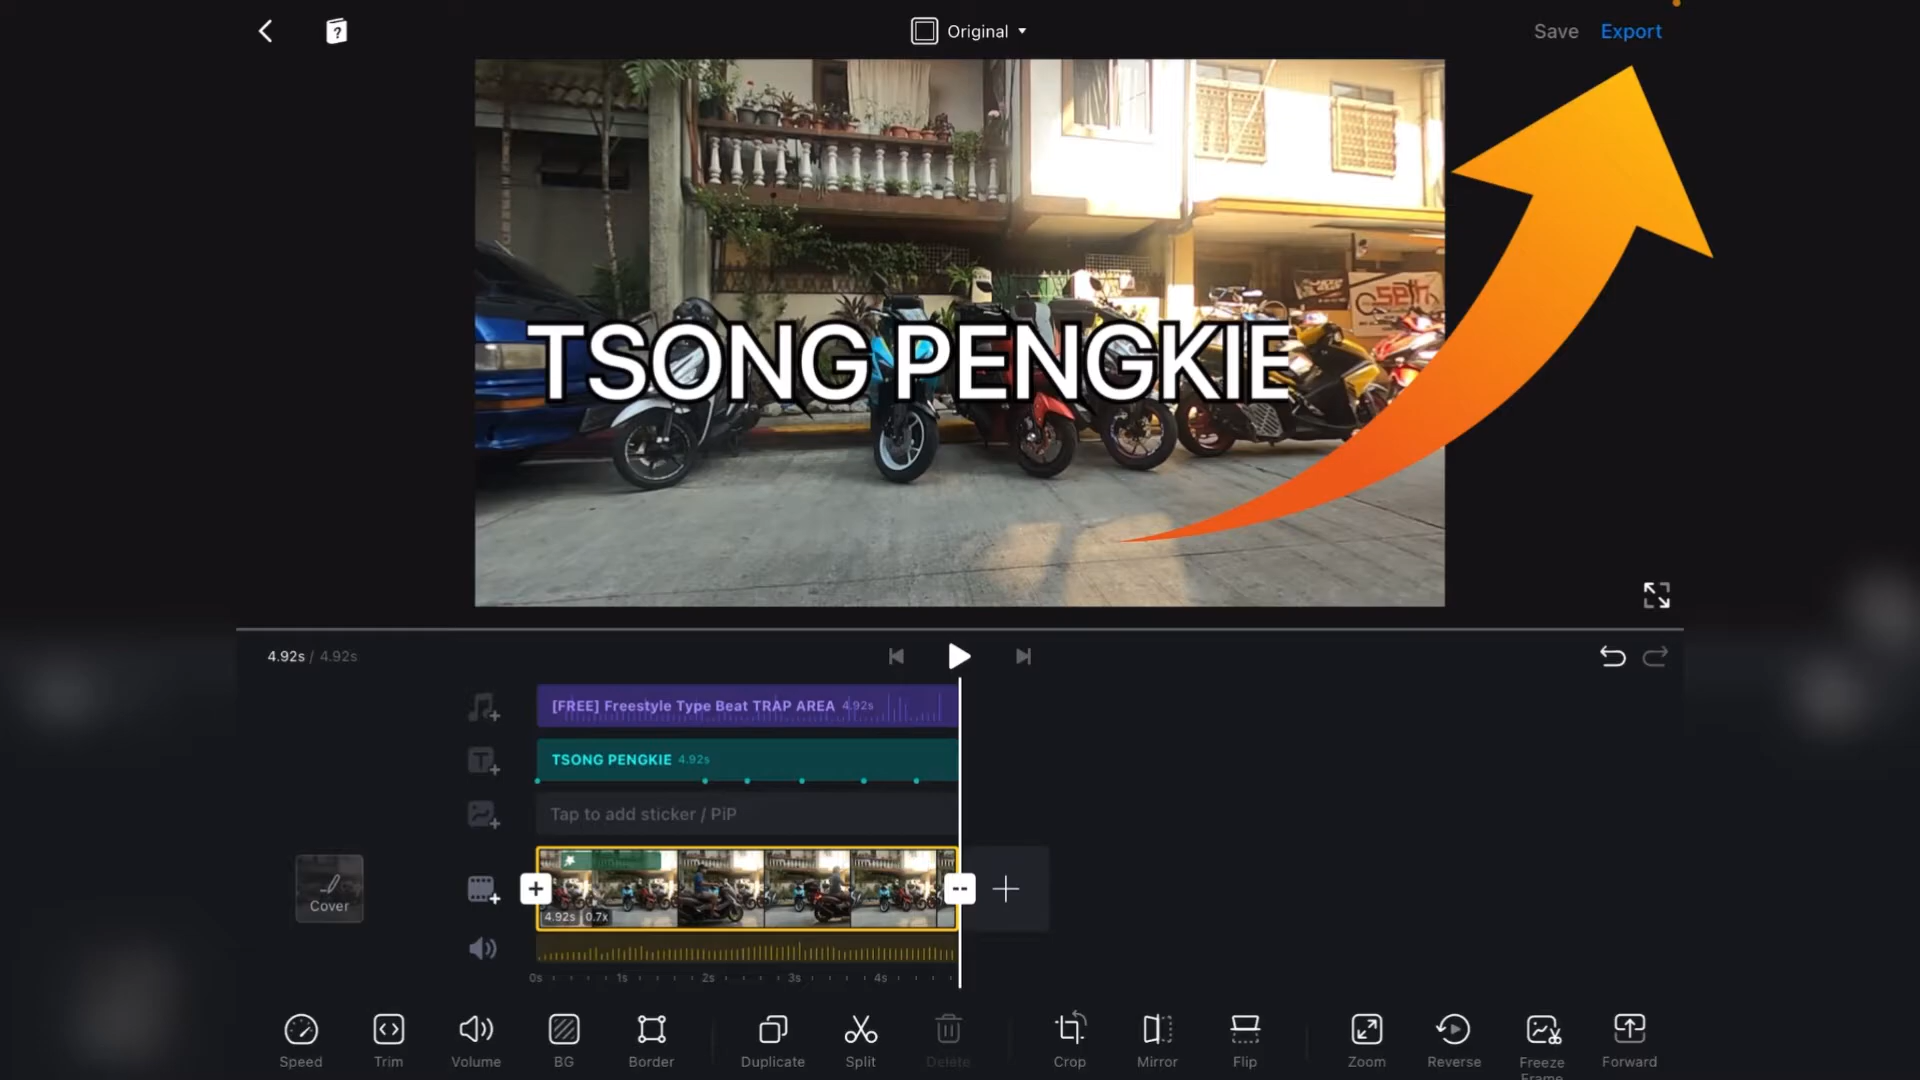 Original
Save
Export
seth
TSONG PENGKIE
4.92s / 4.92s
[FREE] Freestyle Type Beat TRAP AREA 4.92s
TSONG PENGKIE 4.92s
Tap to add sticker / PiP
Cover
4.92s 0.7x
0s 1s 2s 3s 4s
Speed Trim Volume BG Border Duplicate Split Delete Crop Mirror Flip Zoom Reverse Freeze Forward
Frame